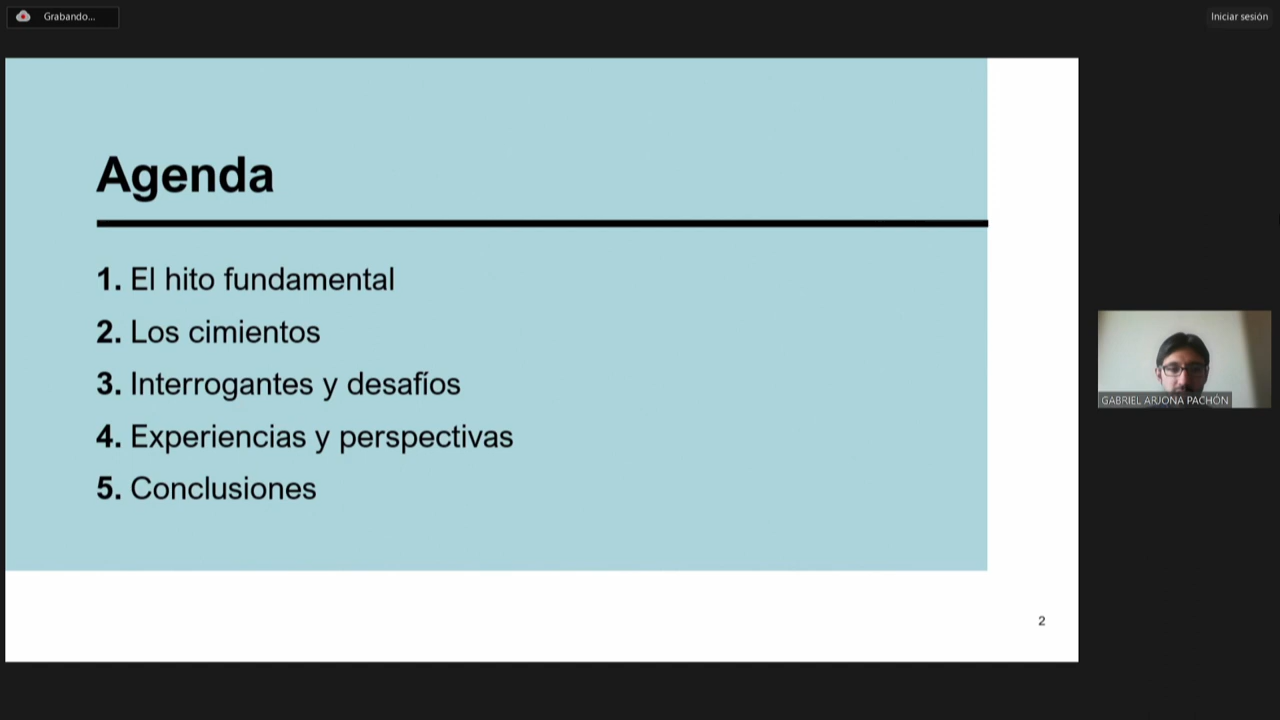 Grabando...
Iniciar sesión
Agenda
1. El hito fundamental
2. Los cimientos
3. Interrogantes y desafíos
4. Experiencias y perspectivas
5. Conclusiones
GABRIEL ARJONA PACHÓN
2